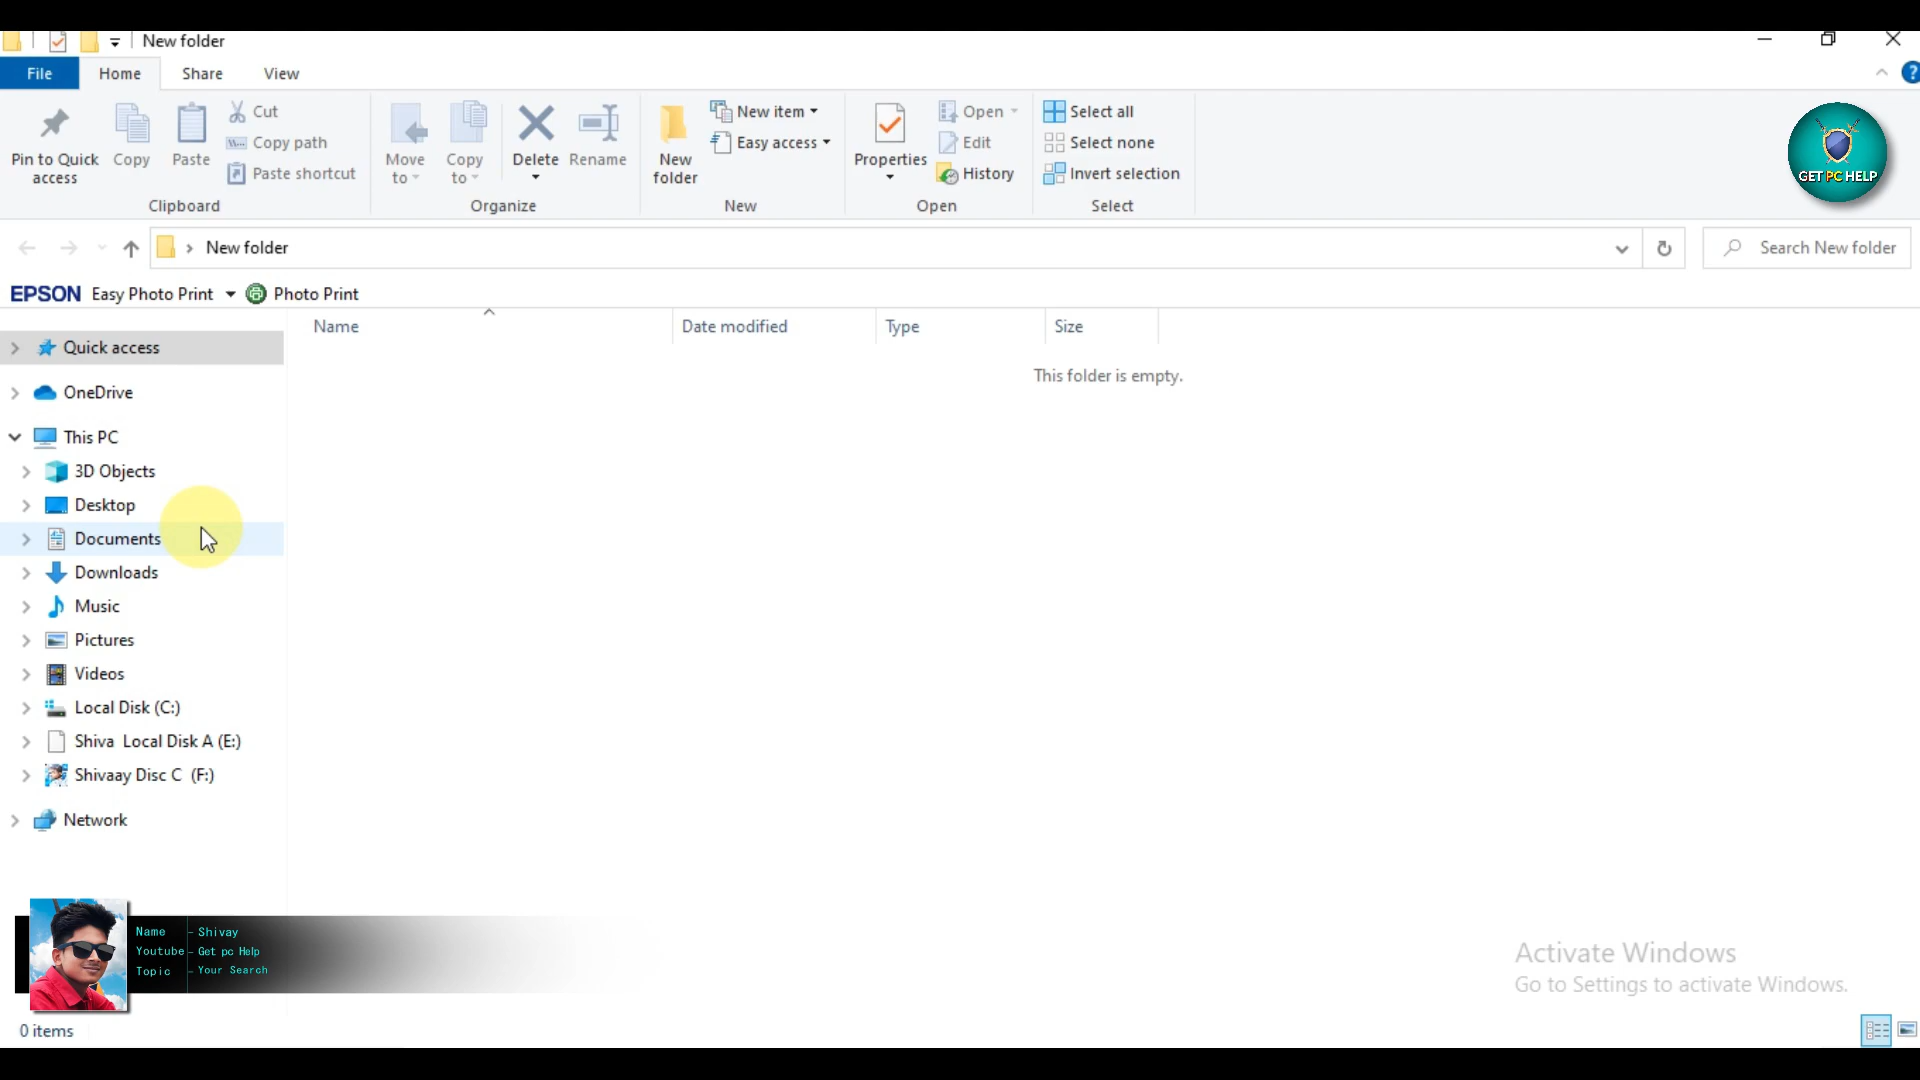 New folder
File Home Share View
Pin to Quick access
Copy
Paste
Cut
Copy path
Paste shortcut
Clipboard
Move to
Copy to
Delete
Rename
Organize
New folder
New item
Easy access
New
Properties
Open
Edit
History
Open
Select all
Select none
Invert selection
Select
GET PC HELP
New folder
Search New folder
EPSON Easy Photo Print Photo Print
Name Date modified Type Size
This folder is empty.
Quick access
OneDrive
This PC
3D Objects
Desktop
Documents
Downloads
Music
Pictures
Videos
Local Disk (C:)
Shiva Local Disk A (E:)
Shivaay Disc C (F:)
Network
Name - Shivay
Youtube - Get pc Help
Topic - Your Search
Activate Windows
Go to Settings to activate Windows.
0 items